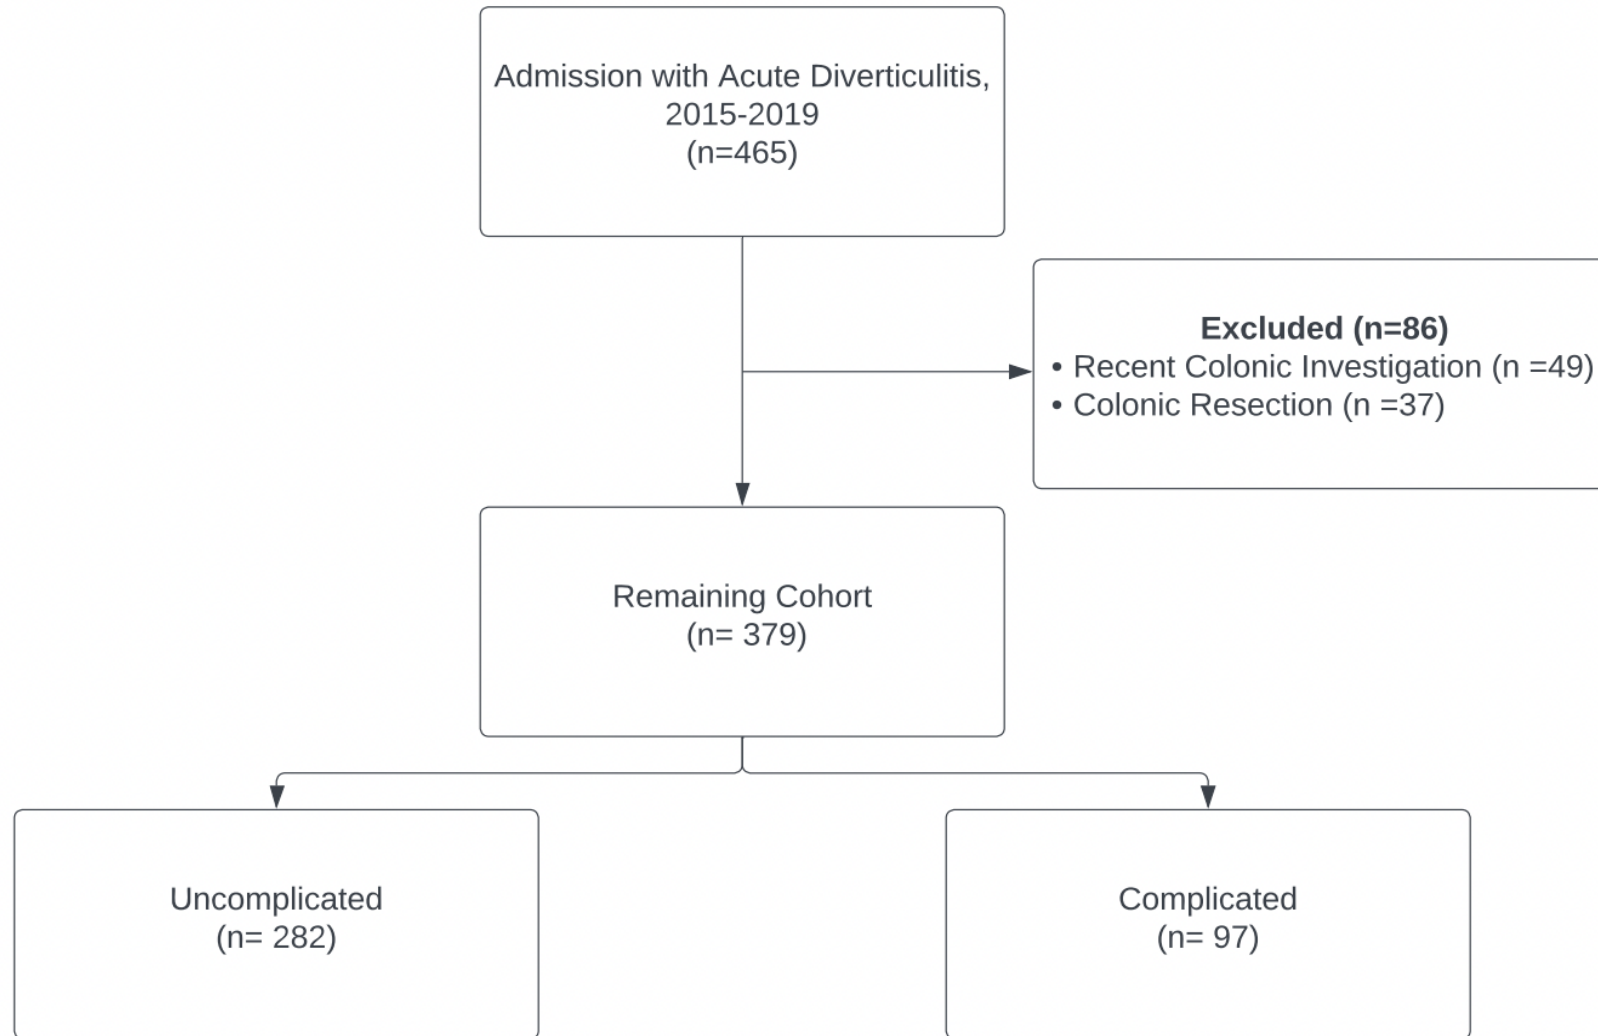 Admission with Acute Diverticulitis,
2015-2019
(n=465)
Excluded (n=86)
• Recent Colonic Investigation (n =49)
• Colonic Resection (n =37)
Remaining Cohort
(n= 379)
Uncomplicated
(n= 282)
Complicated
(n= 97)